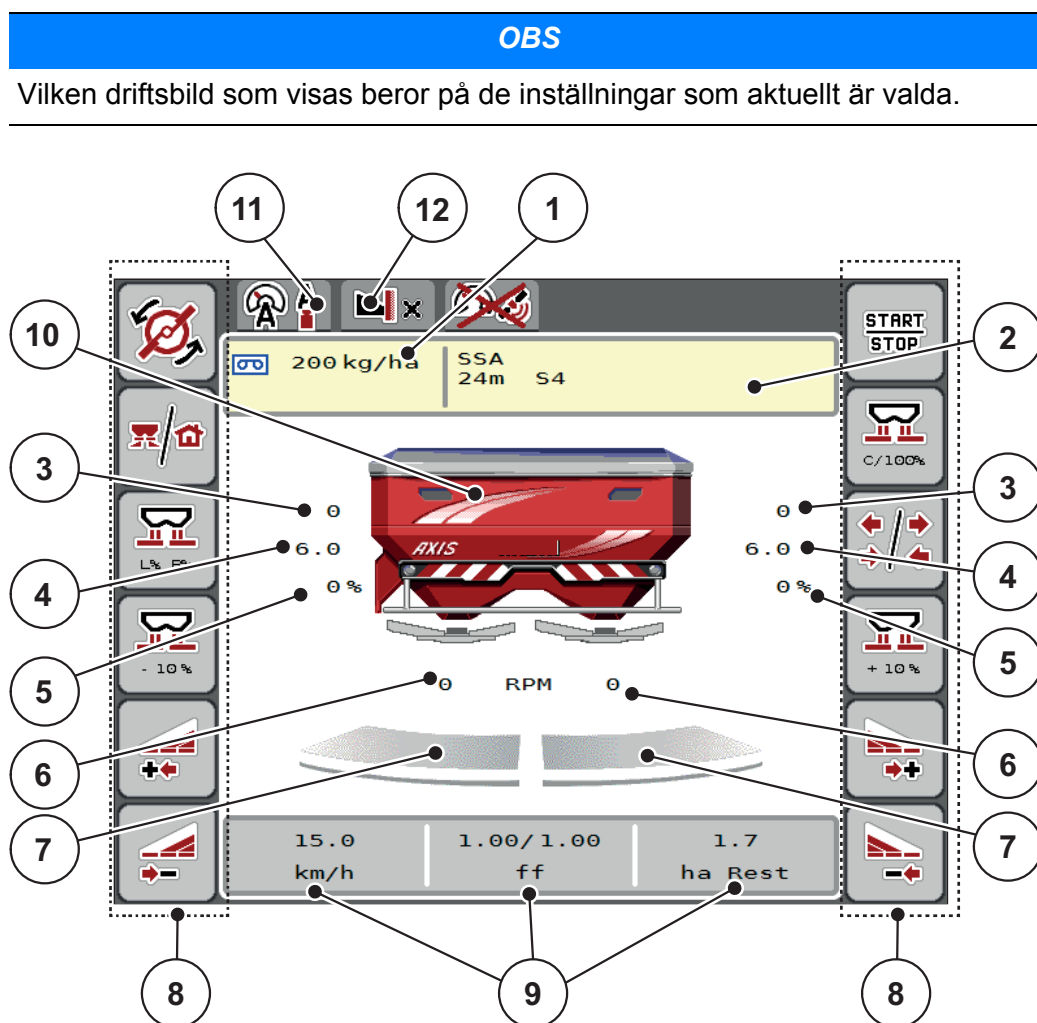 OBS
Vilken driftsbild som visas beror på de inställningar som aktuellt är valda.
11 12 1
10 2
A
START
STOP
200 kg/ha
SSA
24m S4
C/100%
3 0 0 3
AXIS
4 6.0 6.0 4
L% R%
5 0% 0% 5
- 10% + 10%
0 RPM 0
6 6
7 7
15.0 1.00/1.00 1.7
km/h ff ha Rest
8 9 8